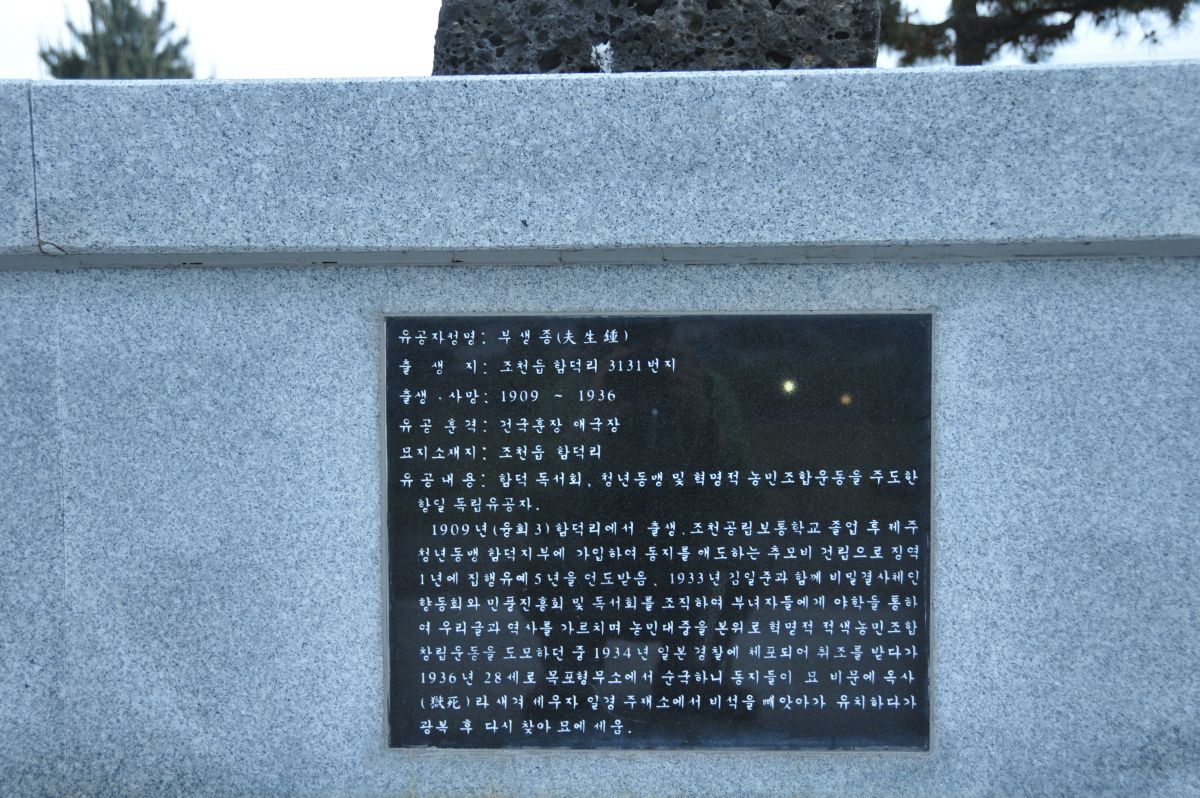 유공자성명: 부생종(夫生鍾)
출 생 지: 조천읍 함덕리 3131번지
출생·사망: 1909 ~ 1936
유공훈격: 건국훈장 애국장
묘지소재지: 조천읍 함덕리
유공내용: 함덕 독서회, 청년동맹 및 혁명적 농민조합운동을 주도한
항일 독립유공자.
1909년(융희3) 함덕리에서 출생. 조천공립보통학교 졸업 후 제주
청년동맹 함덕지부에 가입하여 동지를 애도하는 추모비 건립으로 징역
1년에 집행유예 5년을 언도받음. 1933년 김일준과 함께 비밀결사체인
향동회와 민풍진흥회 및 독서회를 조직하여 부녀자들에게 야학을 통하
여 우리글과 역사를 가르치며 농민대중을 본위로 혁명적 적색농민조합
창립운동을 도모하던 중 1934년 일본 경찰에 체포되어 취조를 받다가
1936년 28세로 목포형무소에서 순국하니 동지들이 묘 비문에 옥사
(獄死)라 새겨 세우자 일경 주재소에서 비석을 빼앗아가 유치하다가
광복 후 다시 찾아 묘에 세움.